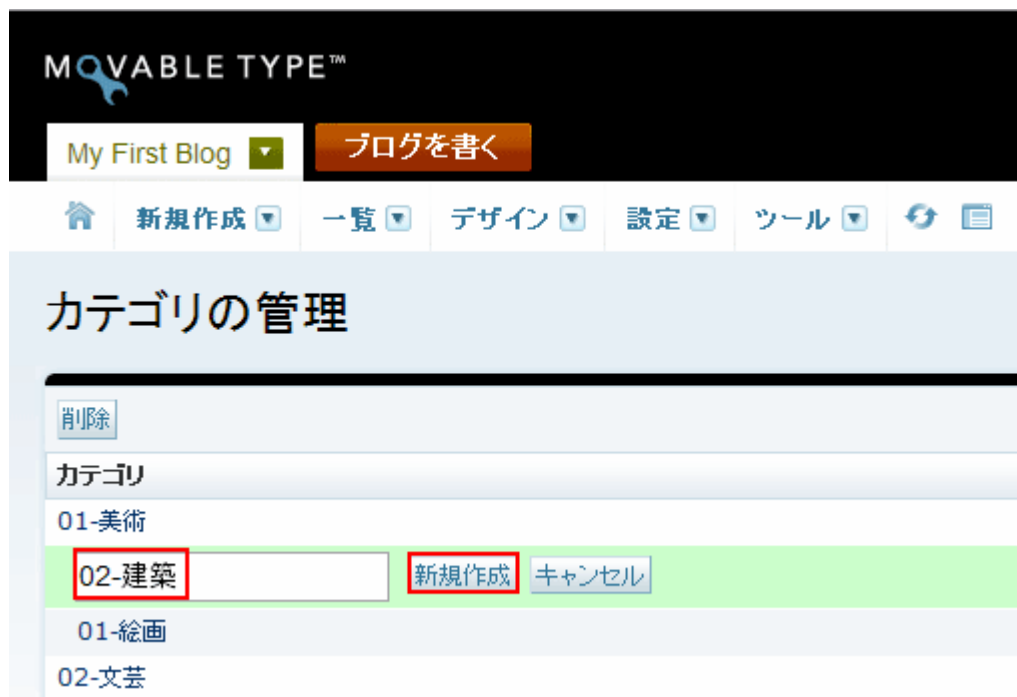 MOVABLE TYPE™
My First Blog ブログを書く
新規作成 一覧 デザイン 設定 ツール
カテゴリの管理
削除
カテゴリ
01-美術
02-建築 新規作成 キャンセル
01-絵画
02-文芸